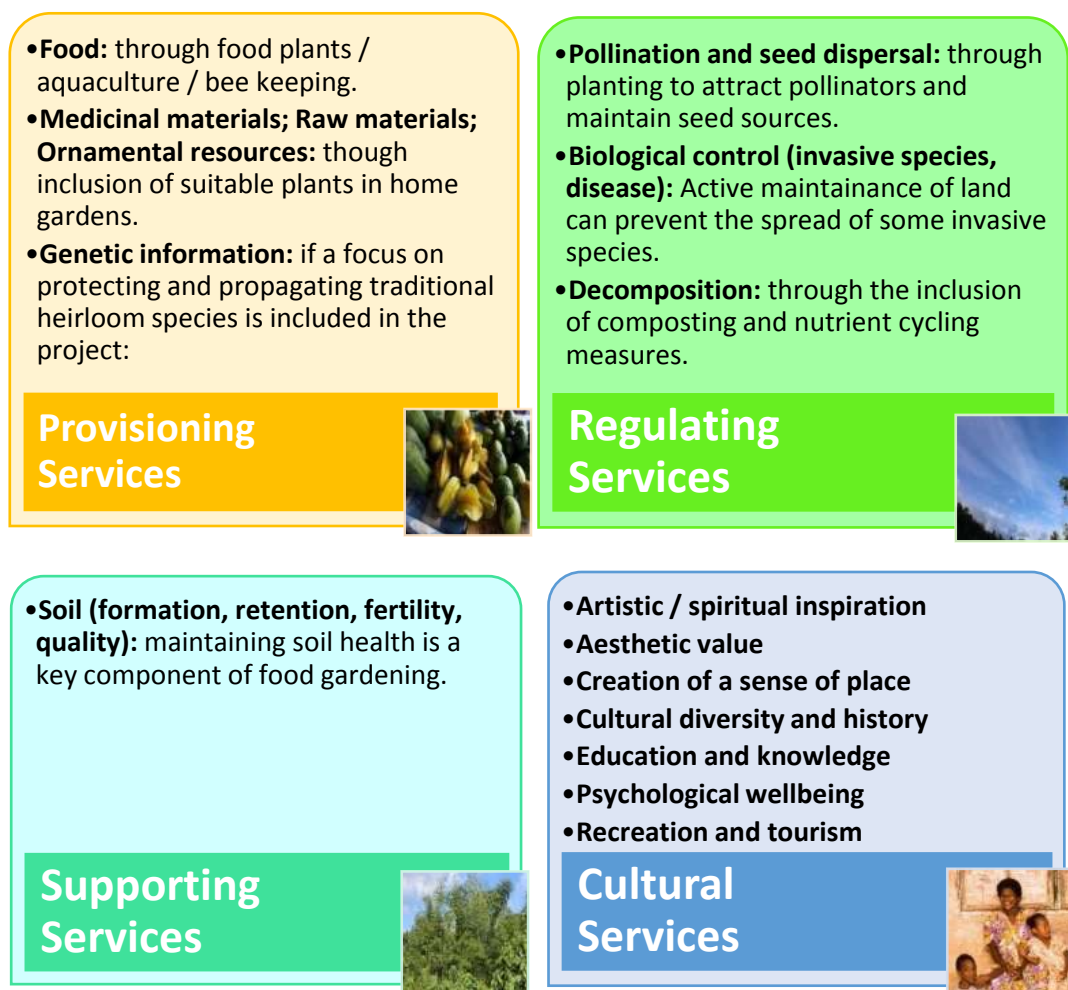 •Food: through food plants /
aquaculture / bee keeping.
•Medicinal materials; Raw materials;
Ornamental resources: though
inclusion of suitable plants in home
gardens.
•Genetic information: if a focus on
protecting and propagating traditional
heirloom species is included in the
project:
Provisioning
Services
•Pollination and seed dispersal: through
planting to attract pollinators and
maintain seed sources.
•Biological control (invasive species,
disease): Active maintainance of land
can prevent the spread of some invasive
species.
•Decomposition: through the inclusion
of composting and nutrient cycling
measures.
Regulating
Services
•Soil (formation, retention, fertility,
quality): maintaining soil health is a
key component of food gardening.
Supporting
Services
•Artistic / spiritual inspiration
•Aesthetic value
•Creation of a sense of place
•Cultural diversity and history
•Education and knowledge
•Psychological wellbeing
•Recreation and tourism
Cultural
Services